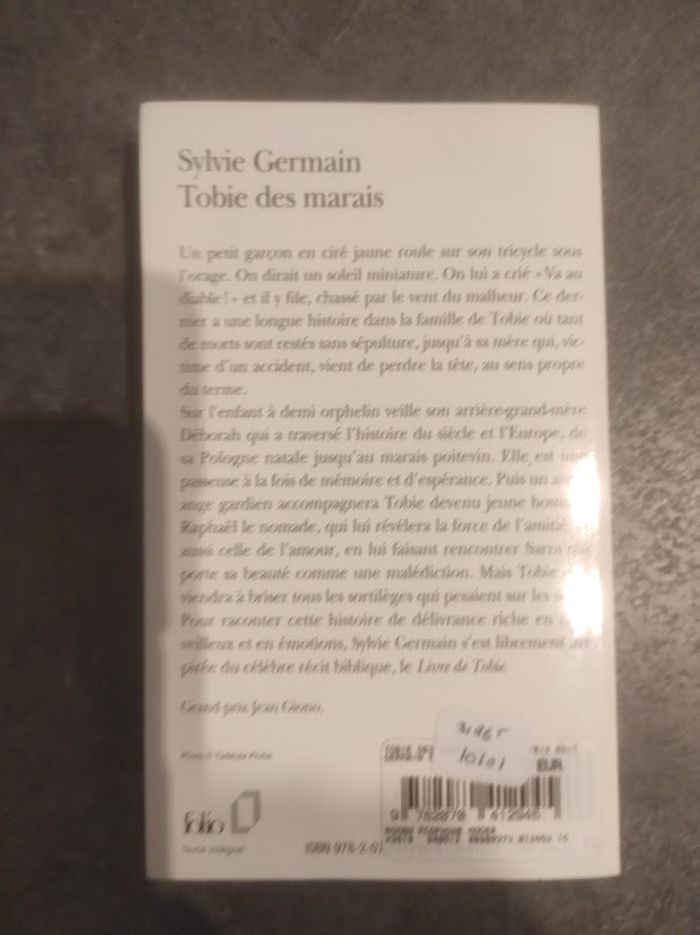 Sylvie Germain
Tobie des marais
Un petit garçon en ciré jaune roule sur son tricycle sous
l'orage. On dirait un soleil miniature. On lui a crié « Va au
diable ! » et il y file, chassé par le vent du malheur. Ce der-
nier a une longue histoire dans la famille de Tobie où tant
de morts sont restés sans sépulture, jusqu'à sa mère qui, vic-
time d'un accident, vient de perdre la tête, au sens propre
du terme.
Sur l'enfant à demi orphelin veille son arrière-grand-mère
Déborah qui a traversé l'histoire du siècle et l'Europe, de
sa Pologne natale jusqu'au marais poitevin. Elle est une
passeuse à la fois de mémoire et d'espérance. Puis un
ange gardien accompagnera Tobie devenu jeune
Raphaël le nomade, qui lui révélera la force de l'amitié
aussi celle de l'amour, en lui faisant rencontrer Sarra
porte sa beauté comme une malédiction. Mais Tobie
viendra à briser tous les sortilèges qui pesaient sur les
Pour raconter cette histoire de délivrance riche en
veilleux et en émotions, Sylvie Germain s'est librement
pirée du célèbre récit biblique, le Livre de Tobie.
Grand prix Jean Giono.
EUR
folio
Texte intégral
ISBN 978-2-07